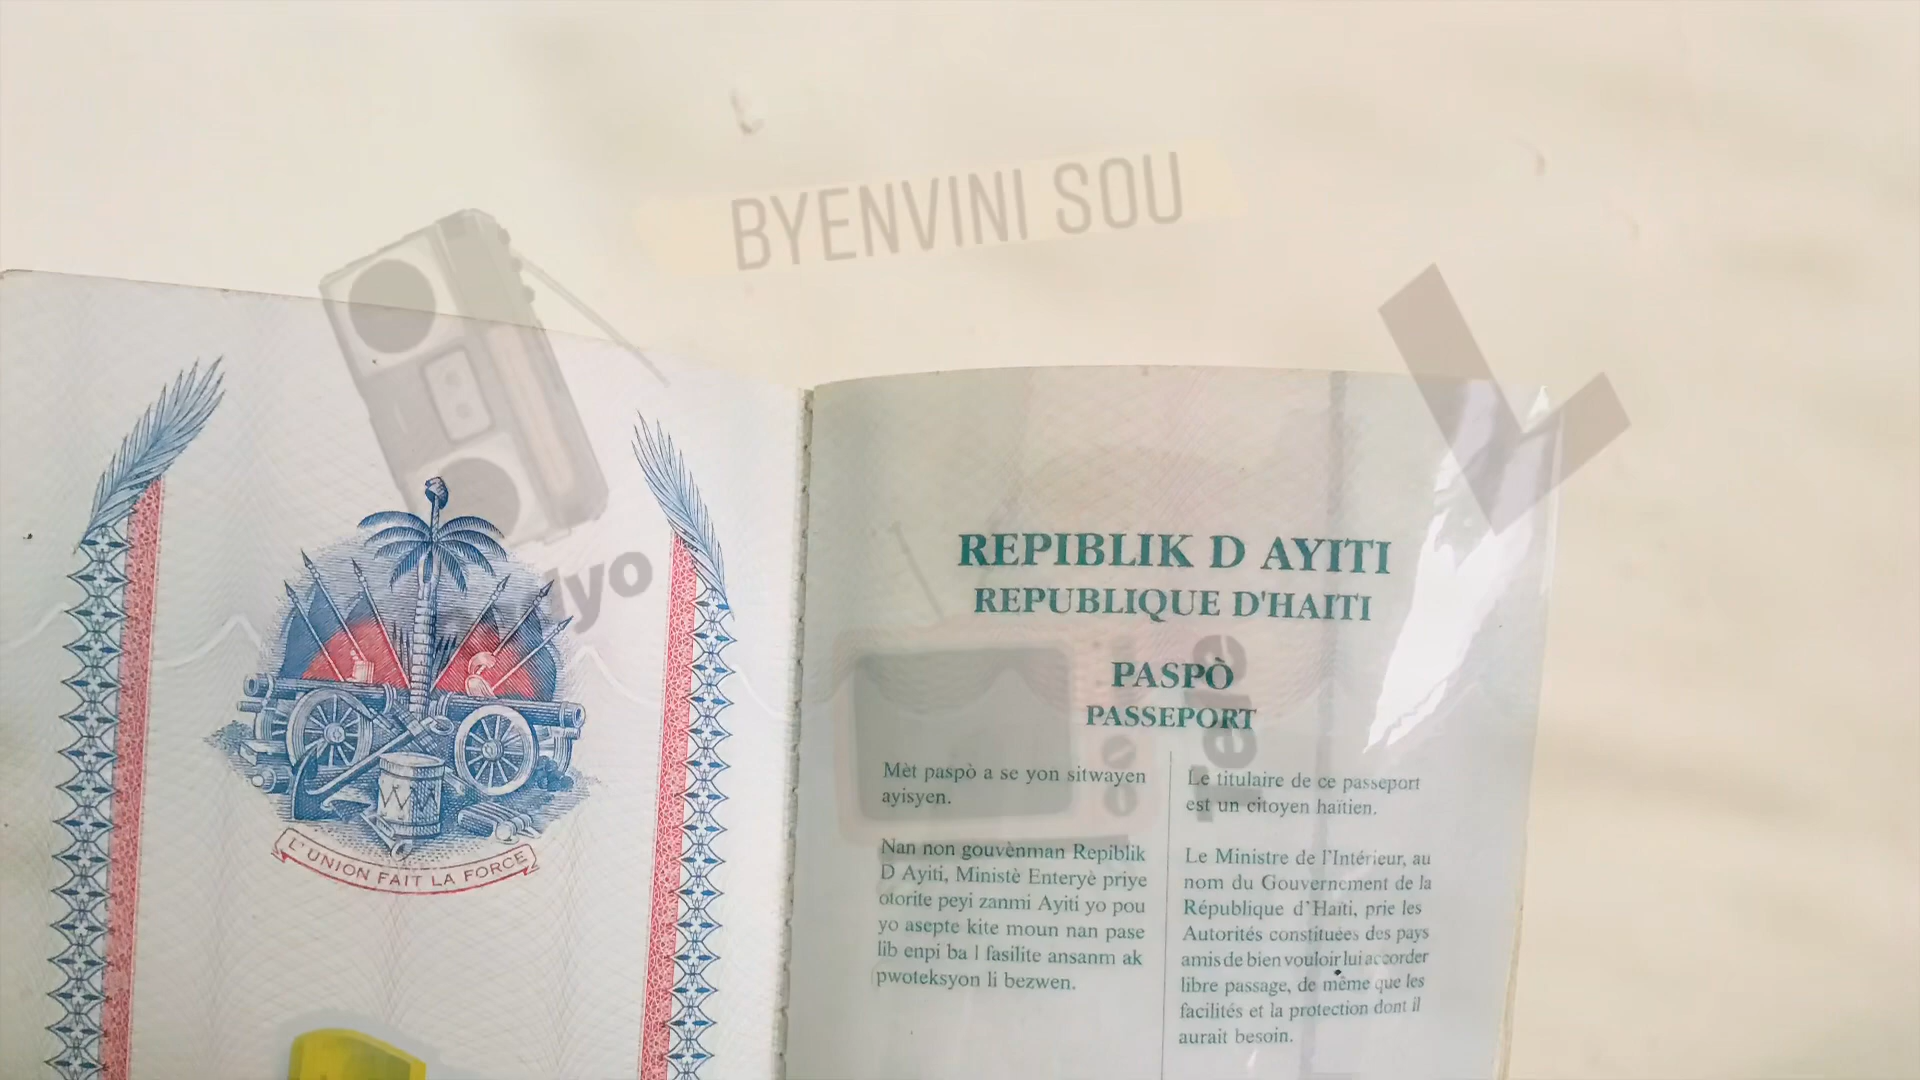 BYENVINI SOU
dyo
Tele
L'UNION FAIT LA FORCE
REPIBLIK D AYITI
REPUBLIQUE D'HAITI
PASPÒ
PASSEPORT
Mèt paspò a se yon sitwayen
ayisyen.
Nan non gouvènman Repiblik
D Ayiti, Ministè Enteryè priye
otorite peyi zanmi Ayiti yo pou
yo asepte kite moun nan pase
lib enpi ba l fasilite ansanm ak
pwoteksyon li bezwen.
Le titulaire de ce passeport
est un citoyen haïtien.
Le Ministre de l'Intérieur, au
nom du Gouvernement de la
République d'Haïti, prie les
Autorités constituées des pays
amis de bien vouloir lui accorder
libre passage, de même que les
facilités et la protection dont il
aurait besoin.